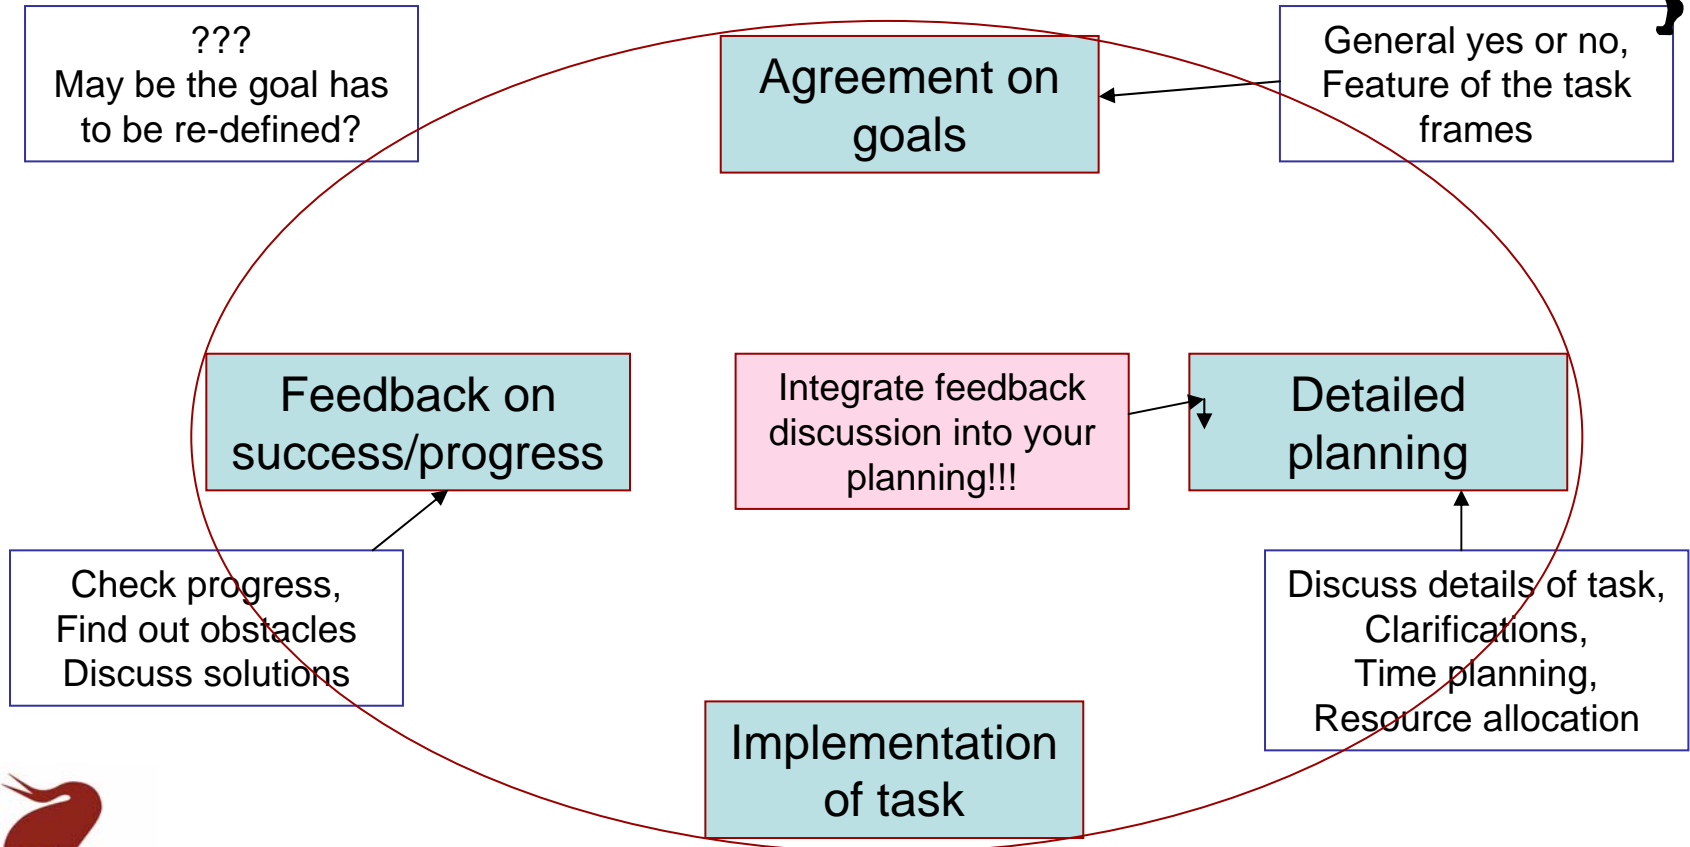 ???
May be the goal has
to be re-defined?
Agreement on
goals
General yes or no,
Feature of the task
frames
Feedback on
success/progress
Integrate feedback
discussion into your
planning!!!
Detailed
planning
Check progress,
Find out obstacles
Discuss solutions
Discuss details of task,
Clarifications,
Time planning,
Resource allocation
Implementation
of task